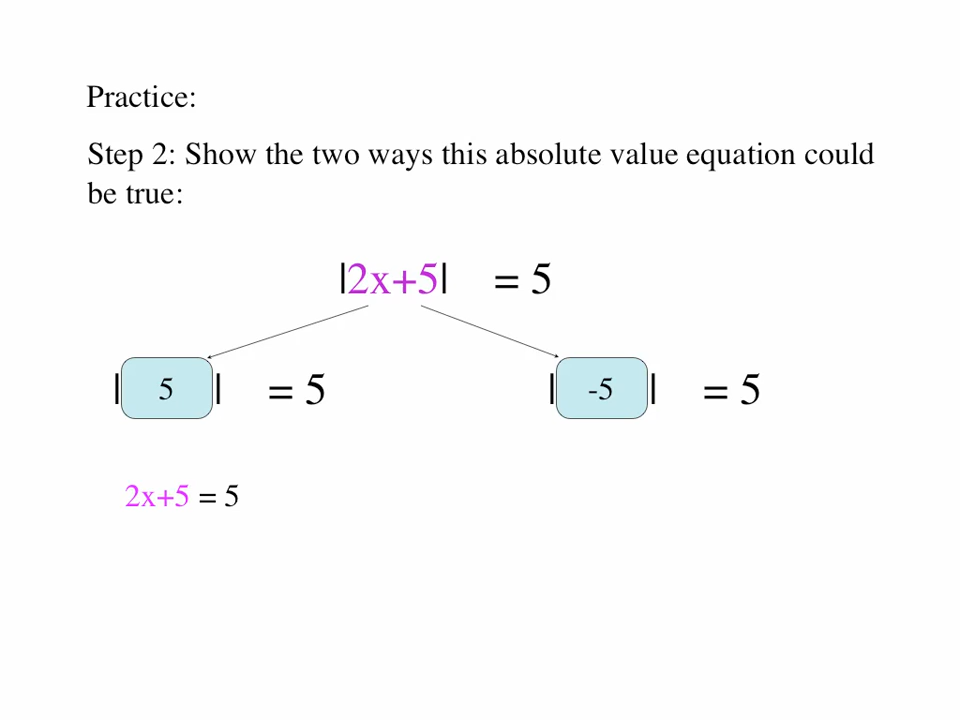 Practice:
Step 2: Show the two ways this absolute value equation could
be true:
|2x+5| = 5
| 5 | = 5 | -5 | = 5
2x+5 = 5